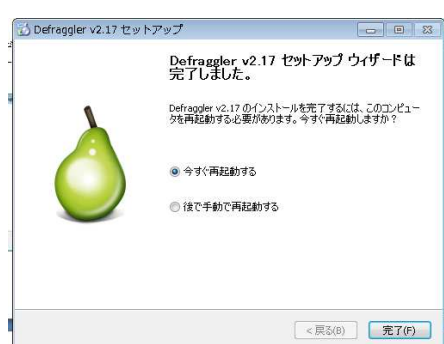 Defraggler v2.17 セットアップ
Defraggler v2.17 セットアップ ウィザードは
完了しました。
Defraggler v2.17 のインストールを完了するには、このコンピュー
タを再起動する必要があります。今すぐ再起動しますか？
今すぐ再起動する
後で手動で再起動する
< 戻る(B)
完了(F)